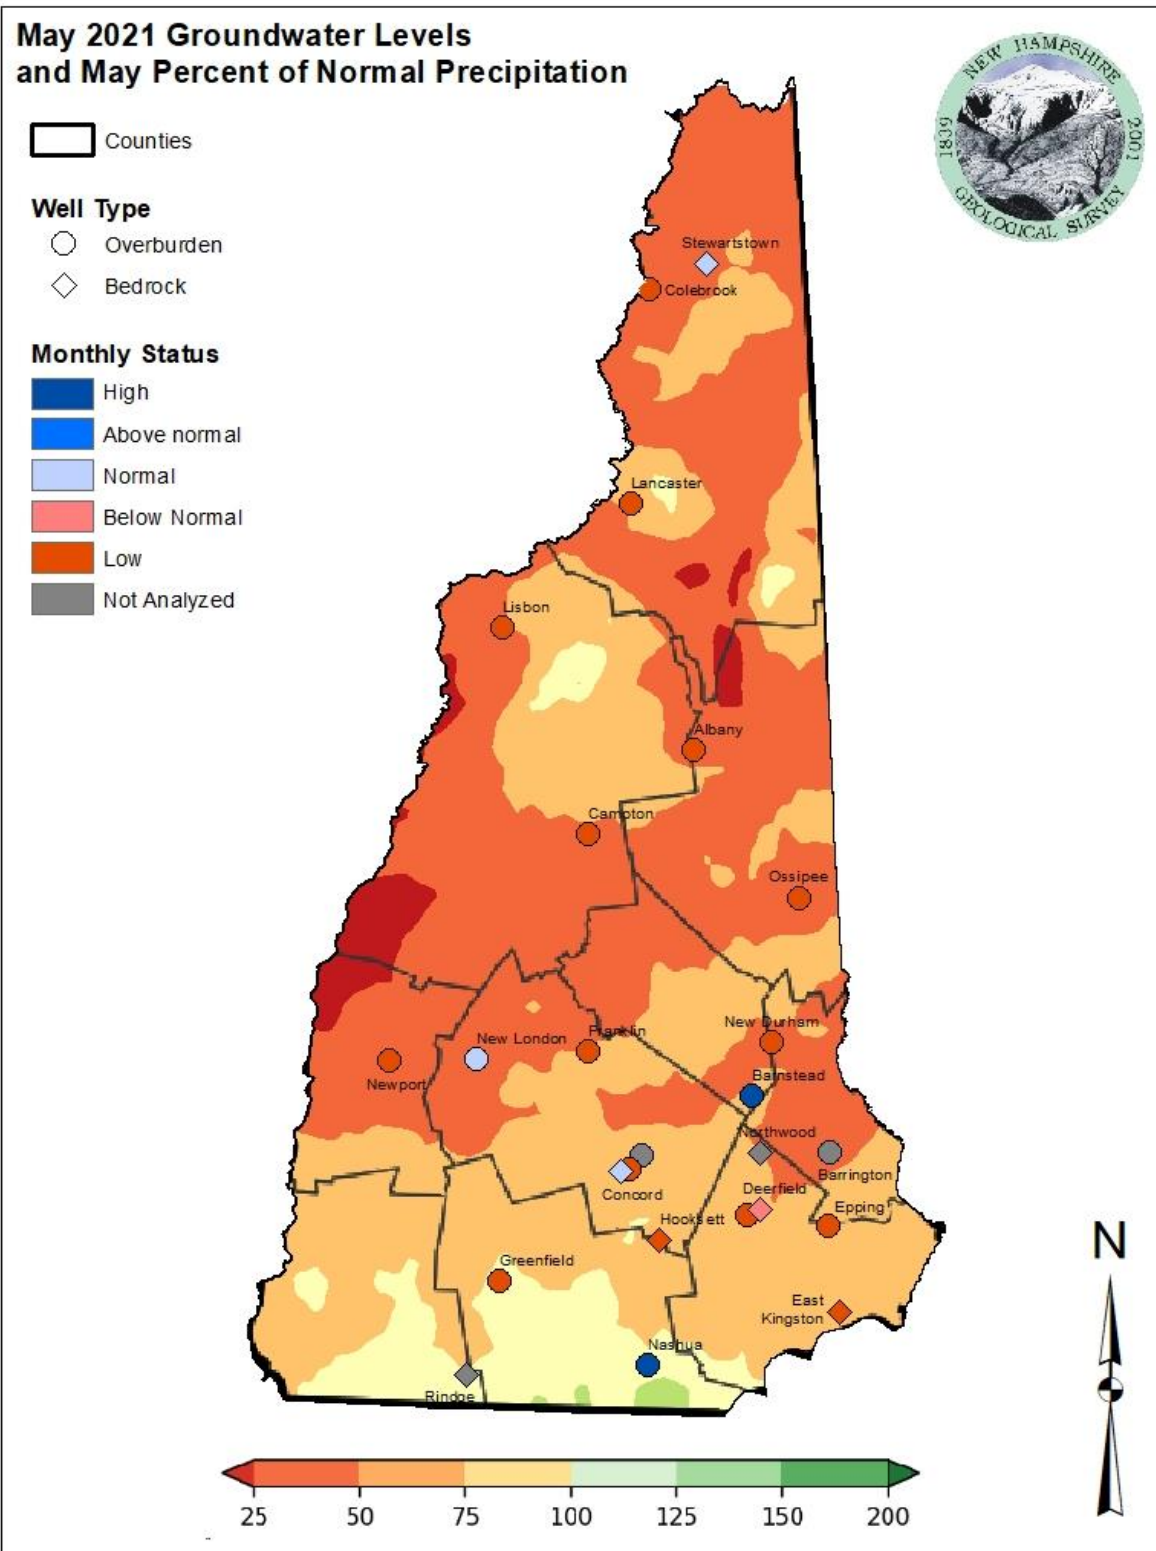 May 2021 Groundwater Levels
and May Percent of Normal Precipitation
NEW HAMPSHIRE
1839
2001
GEOLOGICAL SURVEY
Counties
Well Type
Overburden
Bedrock
Monthly Status
High
Above normal
Normal
Below Normal
Low
Not Analyzed
Stewartstown
Colebrook
Lancaster
Lisbon
Albany
Campton
Ossipee
New Durham
New London
Franklin
Newport
Barnstead
Northwood
Barrington
Concord
Deerfield
Epping
Hooksett
Greenfield
East
Kingston
Nashua
Rindge
N
25 50 75 100 125 150 200